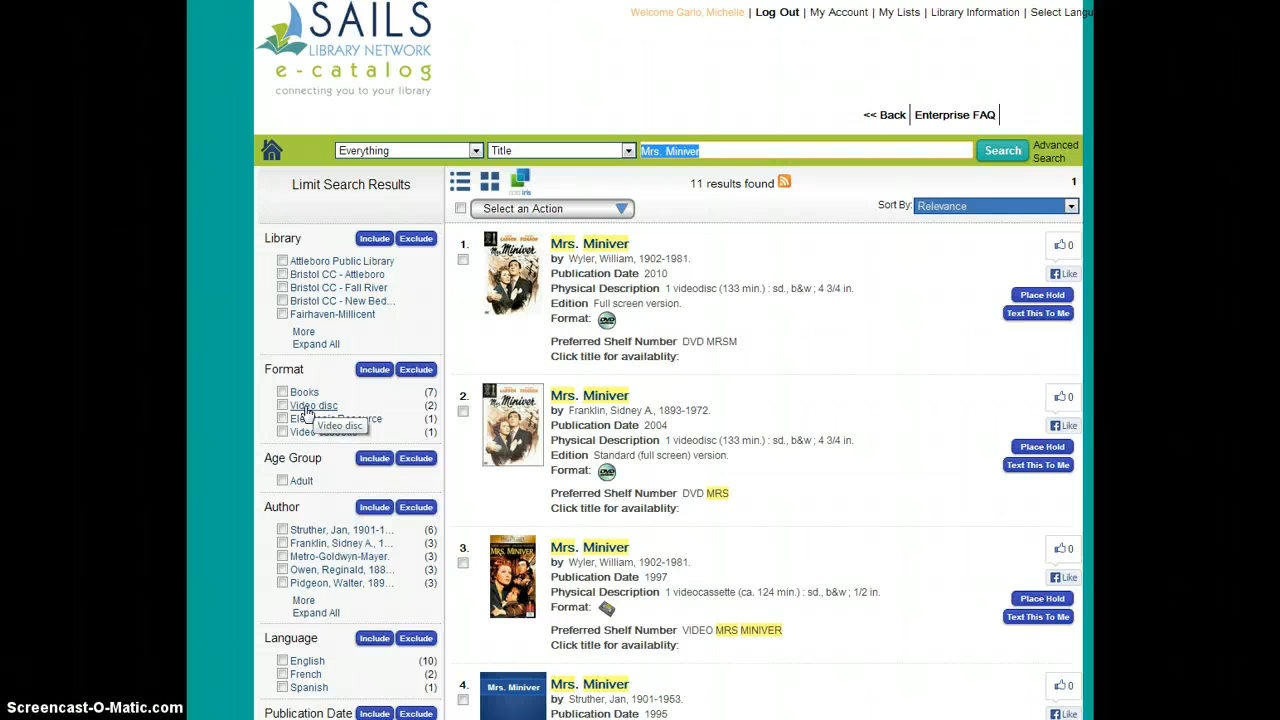 SAILS
LIBRARY NETWORK
e-catalog
connecting you to your library
Welcome Gario, Michelle | Log Out | My Account | My Lists | Library Information | Select Langu
<< Back | Enterprise FAQ
Everything
Title
Mrs. Miniver
Search
Advanced
Search
Limit Search Results
Library Include Exclude
Attleboro Public Library
Bristol CC - Attleboro
Bristol CC - Fall River
Bristol CC - New Bed...
Fairhaven-Millicent
More
Expand All
Format Include Exclude
Books (7)
Video disc (2)
(1)
Video disc
(1)
Age Group Include Exclude
Adult
Author Include Exclude
Struther, Jan, 1901-1... (6)
Franklin, Sidney A., 1... (3)
Metro-Goldwyn-Mayer. (3)
Owen, Reginald, 188... (3)
Pidgeon, Walter, 189... (3)
More
Expand All
Language Include Exclude
English (10)
French (2)
Spanish (1)
Publication Date Include Exclude
11 results found
1
Select an Action
Sort By: Relevance
1. Mrs. Miniver
by Wyler, William, 1902-1981.
Publication Date 2010
Physical Description 1 videodisc (133 min.) : sd., b&w ; 4 3/4 in.
Edition Full screen version.
Format:
Preferred Shelf Number DVD MRSM
Click title for availablity:
0
Like
Place Hold
Text This To Me
2. Mrs. Miniver
by Franklin, Sidney A., 1893-1972.
Publication Date 2004
Physical Description 1 videodisc (133 min.) : sd., b&w ; 4 3/4 in.
Edition Standard (full screen) version.
Format:
Preferred Shelf Number DVD MRS
Click title for availablity:
0
Like
Place Hold
Text This To Me
3. Mrs. Miniver
by Wyler, William, 1902-1981.
Publication Date 1997
Physical Description 1 videocassette (ca. 124 min.) : sd., b&w ; 1/2 in.
Format:
Preferred Shelf Number VIDEO MRS MINIVER
Click title for availablity:
0
Like
Place Hold
Text This To Me
4. Mrs. Miniver
by Struther, Jan, 1901-1953.
Publication Date 1995
Mrs. Miniver
0
Like
Screencast-O-Matic.com